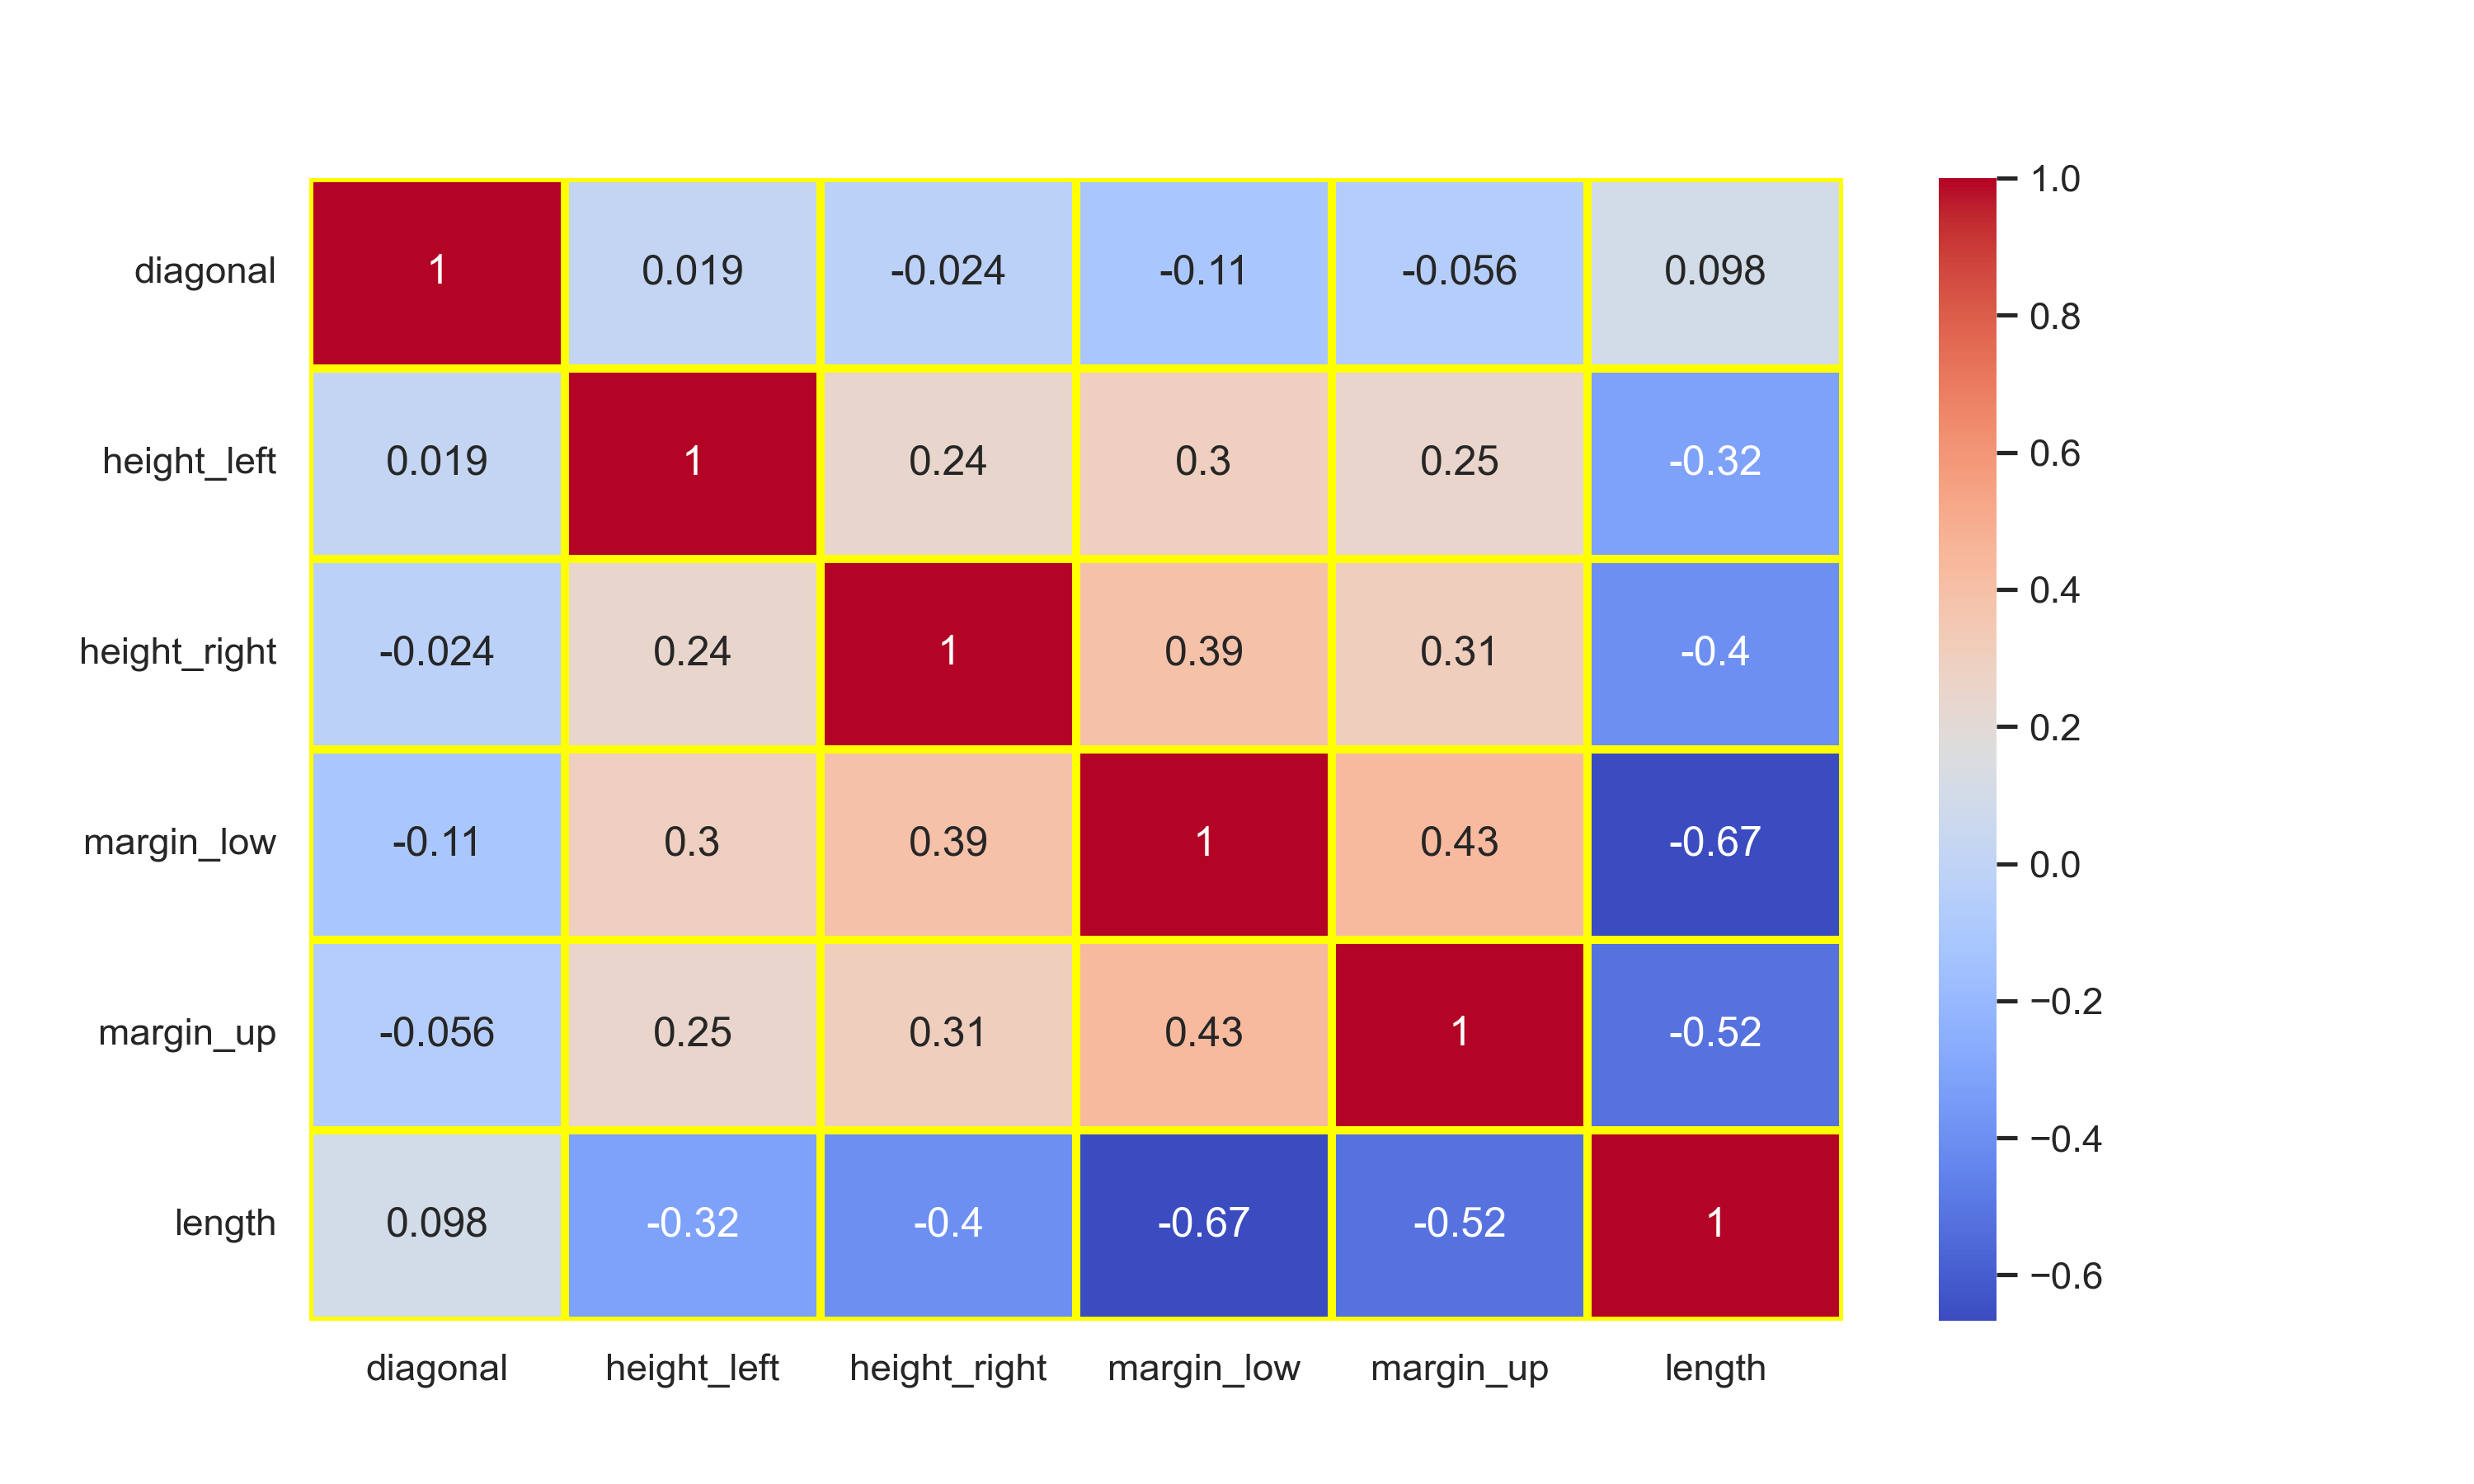 diagonal 1 0.019 -0.024 -0.11 -0.056 0.098
height_left 0.019 1 0.24 0.3 0.25 -0.32
height_right -0.024 0.24 1 0.39 0.31 -0.4
margin_low -0.11 0.3 0.39 1 0.43 -0.67
margin_up -0.056 0.25 0.31 0.43 1 -0.52
length 0.098 -0.32 -0.4 -0.67 -0.52 1
diagonal height_left height_right margin_low margin_up length
1.0
0.8
0.6
0.4
0.2
0.0
−0.2
−0.4
−0.6